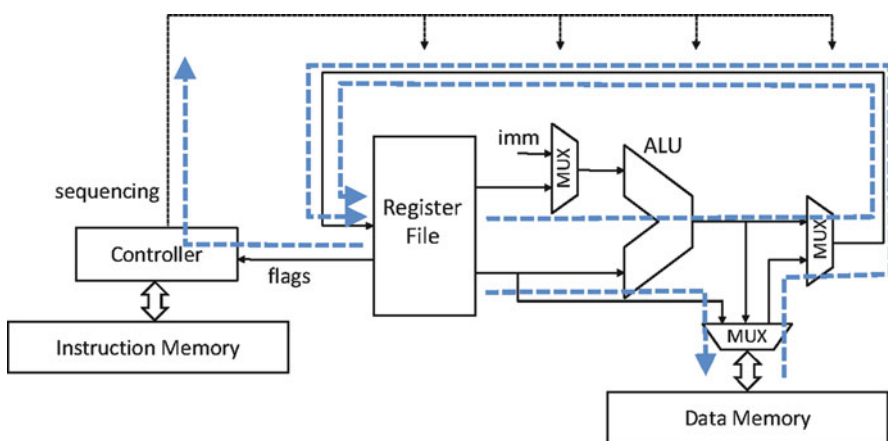 imm
MUX
ALU
sequencing
Register
File
MUX
Controller
flags
MUX
Instruction Memory
Data Memory